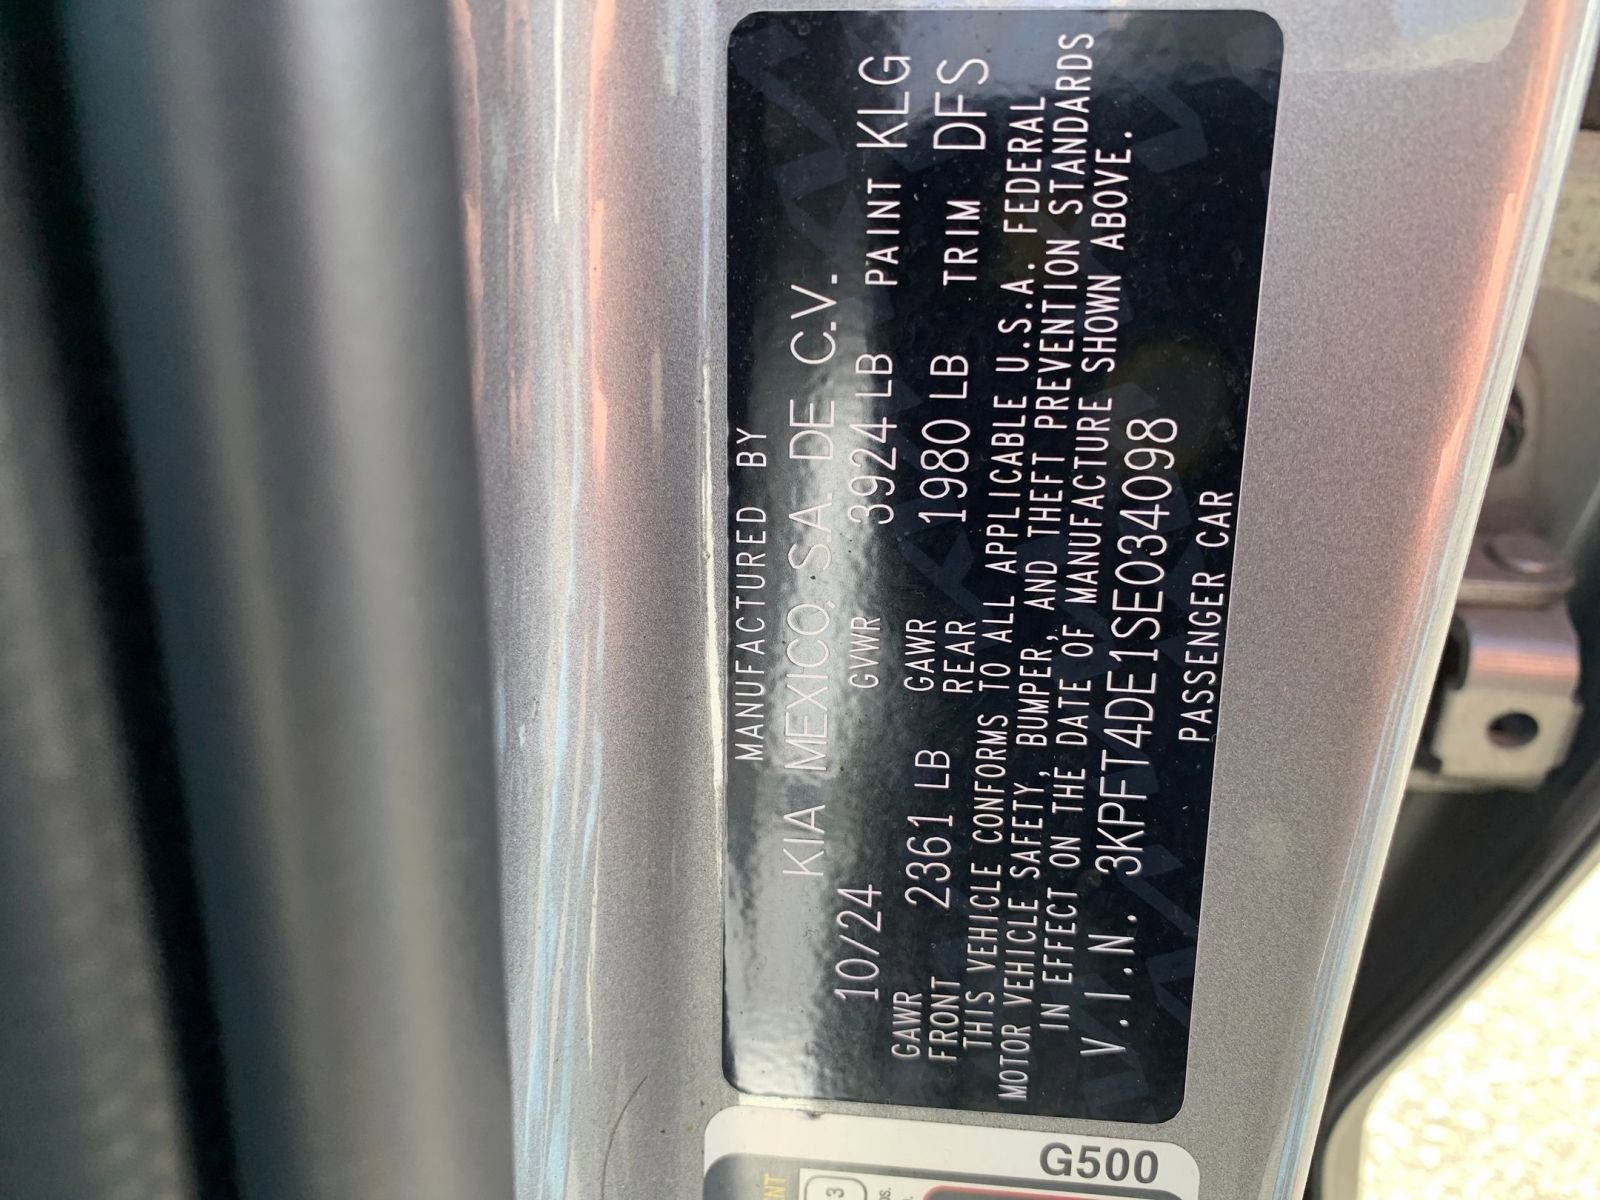 MANUFACTURED BY
KIA MEXICO, S.A. DE C.V.
10/24 GVWR 3924 LB PAINT KLG
GAWR FRONT 2361 LB GAWR REAR 1980 LB TRIM DFS
THIS VEHICLE CONFORMS TO ALL APPLICABLE U.S.A. FEDERAL
MOTOR VEHICLE SAFETY, BUMPER, AND THEFT PREVENTION STANDARDS
IN EFFECT ON THE DATE OF MANUFACTURE SHOWN ABOVE.
V.I.N. 3KPFT4DE1SE034098
PASSENGER CAR
G500
3